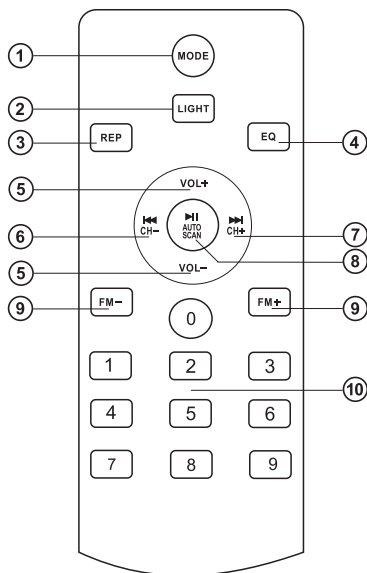 1 MODE
2 LIGHT
3 REP EQ 4
5 VOL+
6 ⏮ CH− ⏯ AUTO SCAN ⏭ CH+ 7
8
5 VOL−
9 FM− FM+ 9
0
1 2 3
10
4 5 6
7 8 9